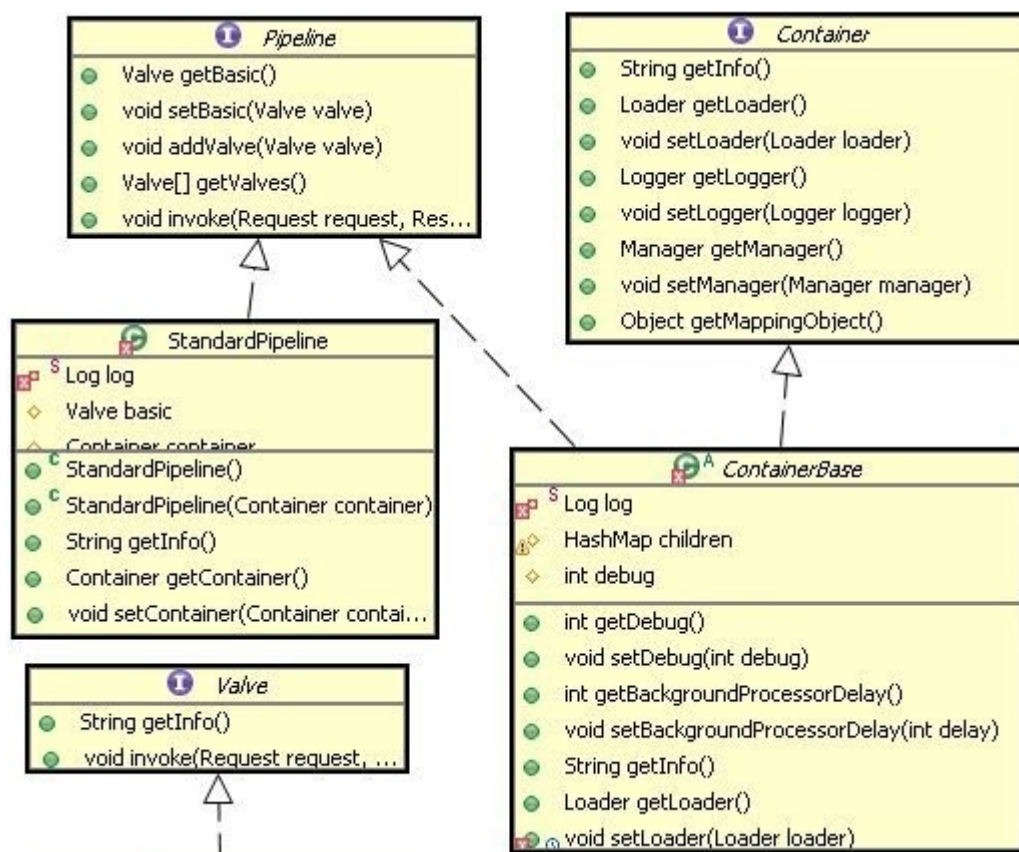 Pipeline
Valve getBasic()
void setBasic(Valve valve)
void addValve(Valve valve)
Valve[] getValves()
void invoke(Request request, Res...
Container
String getInfo()
Loader getLoader()
void setLoader(Loader loader)
Logger getLogger()
void setLogger(Logger logger)
Manager getManager()
void setManager(Manager manager)
Object getMappingObject()
StandardPipeline
S Log log
Valve basic
Container container
C StandardPipeline()
C StandardPipeline(Container container)
String getInfo()
Container getContainer()
void setContainer(Container contai...
A ContainerBase
S Log log
HashMap children
int debug
int getDebug()
void setDebug(int debug)
int getBackgroundProcessorDelay()
void setBackgroundProcessorDelay(int delay)
String getInfo()
Loader getLoader()
void setLoader(Loader loader)
Valve
String getInfo()
void invoke(Request request, ...